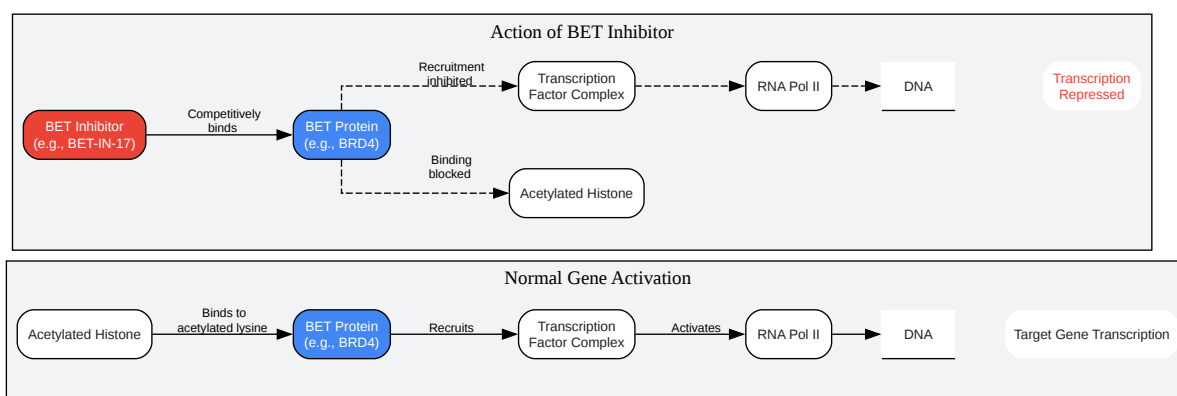 Action of BET Inhibitor
Recruitment
inhibited
Transcription
Factor Complex
RNA Pol II
DNA
Transcription
Repressed
BET Inhibitor
(e.g., BET-IN-17)
Competitively
binds
BET Protein
(e.g., BRD4)
Binding
blocked
Acetylated Histone
Normal Gene Activation
Acetylated Histone
Binds to
acetylated lysine
BET Protein
(e.g., BRD4)
Recruits
Transcription
Factor Complex
Activates
RNA Pol II
DNA
Target Gene Transcription